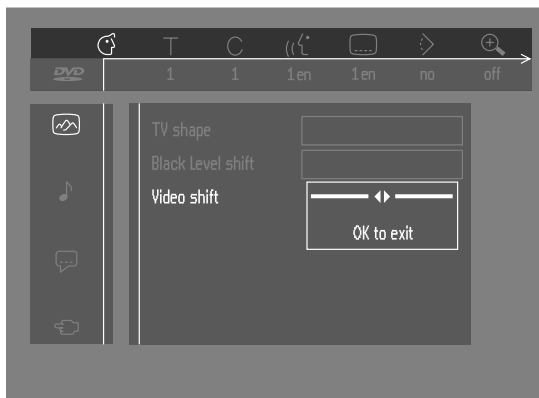 T C
DVD 1 1 1en 1en no off
TV shape
Black Level shift
Video shift
OK to exit